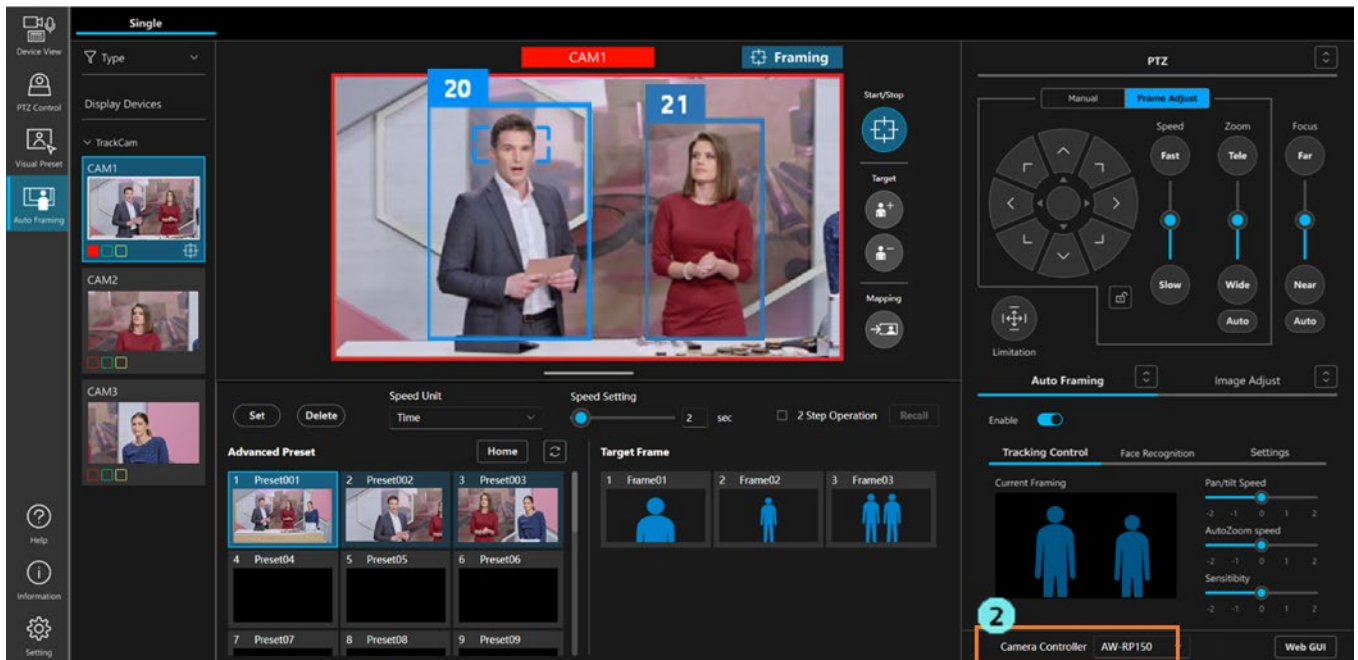 Single
Device View
PTZ Control
Visual Preset
Auto Framing
Help
Information
Setting
Type
Display Devices
TrackCam
CAM1
CAM2
CAM3
CAM1
Framing
20
21
Start/Stop
Target
Mapping
Set
Delete
Speed Unit
Time
Speed Setting
2 sec
2 Step Operation
Recall
Advanced Preset
Home
1 Preset001
2 Preset002
3 Preset003
4 Preset04
5 Preset05
6 Preset06
7 Preset07
8 Preset08
9 Preset09
Target Frame
1 Frame01
2 Frame02
3 Frame03
PTZ
Manual
Frame Adjust
Speed
Zoom
Focus
Fast
Tele
Far
Slow
Wide
Near
Auto
Auto
Limitation
Auto Framing
Image Adjust
Enable
Tracking Control
Face Recognition
Settings
Current Framing
Pan/tilt Speed
-2 -1 0 1 2
AutoZoom speed
-2 -1 0 1 2
Sensitibity
-2 -1 0 1 2
2
Camera Controller
AW-RP150
Web GUI